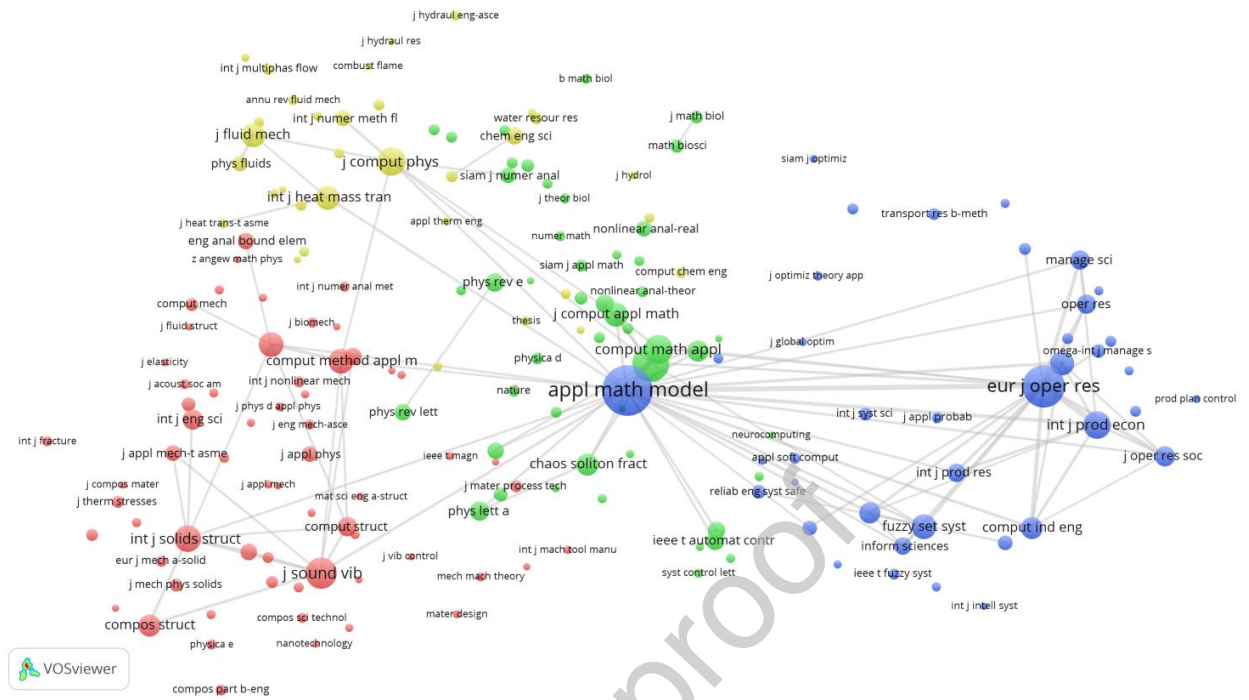 j hydraul eng-asce
j hydraul res
int j multiphas flow
combust flame
b math biol
annu rev fluid mech
int j numer meth fl
water resour res
j math biol
j fluid mech
chem eng sci
math biosci
phys fluids
j comput phys
siam j optimiz
siam j numer anal
j hydrol
int j heat mass tran
j theor biol
transport res b-meth
j heat trans-t asme
appl therm eng
nonlinear anal-real
eng anal bound elem
numer math
z angew math phys
siam j appl math
manage sci
comput chem eng
j optimiz theory app
int j numer anal met
phys rev e
nonlinear anal-theor
comput mech
oper res
j comput appl math
j fluid struct
j biomech
thesis
j global optim
comput math appl
omega-int j manage s
j elasticity
comput method appl m
physica d
j acoust soc am
int j nonlinear mech
nature
appl math model
eur j oper res
prod plan control
j phys d appl phys
phys rev lett
int j syst sci
j appl probab
int j eng sci
j eng mech-asce
int j prod econ
neurocomputing
int j fracture
j appl mech-t asme
j appl phys
ieee t magn
chaos soliton fract
appl soft comput
j oper res soc
int j prod res
j compos mater
j appl mech
j mater process tech
reliab eng syst safe
j therm stresses
mat sci eng a-struct
phys lett a
comput struct
fuzzy set syst
comput ind eng
int j solids struct
ieee t automat contr
inform sciences
int j mach tool manu
eur j mech a-solid
j vib control
j sound vib
syst control lett
ieee t fuzzy syst
mech mach theory
j mech phys solids
int j intell syst
compos struct
compos sci technol
mater design
physica e
nanotechnology
proof
VOSviewer
compos part b-eng